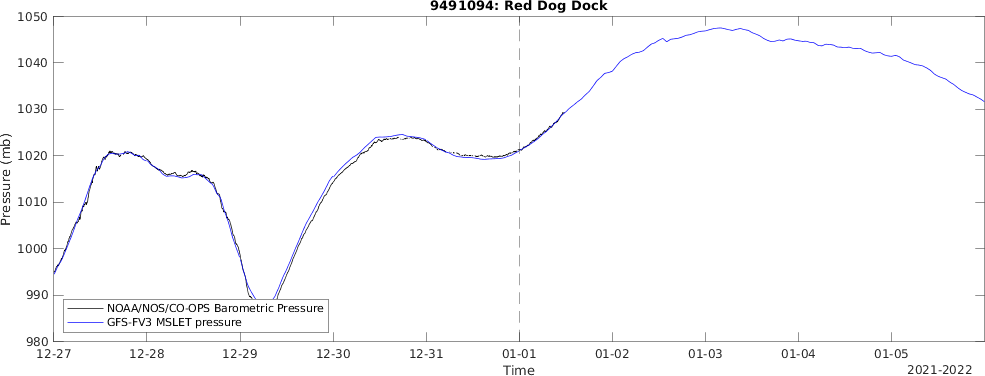 9491094: Red Dog Dock
1050
1040
1030
1020
1010
1000
990
980
Pressure (mb)
NOAA/NOS/CO-OPS Barometric Pressure
GFS-FV3 MSLET pressure
12-27 12-28 12-29 12-30 12-31 01-01 01-02 01-03 01-04 01-05
Time
2021-2022